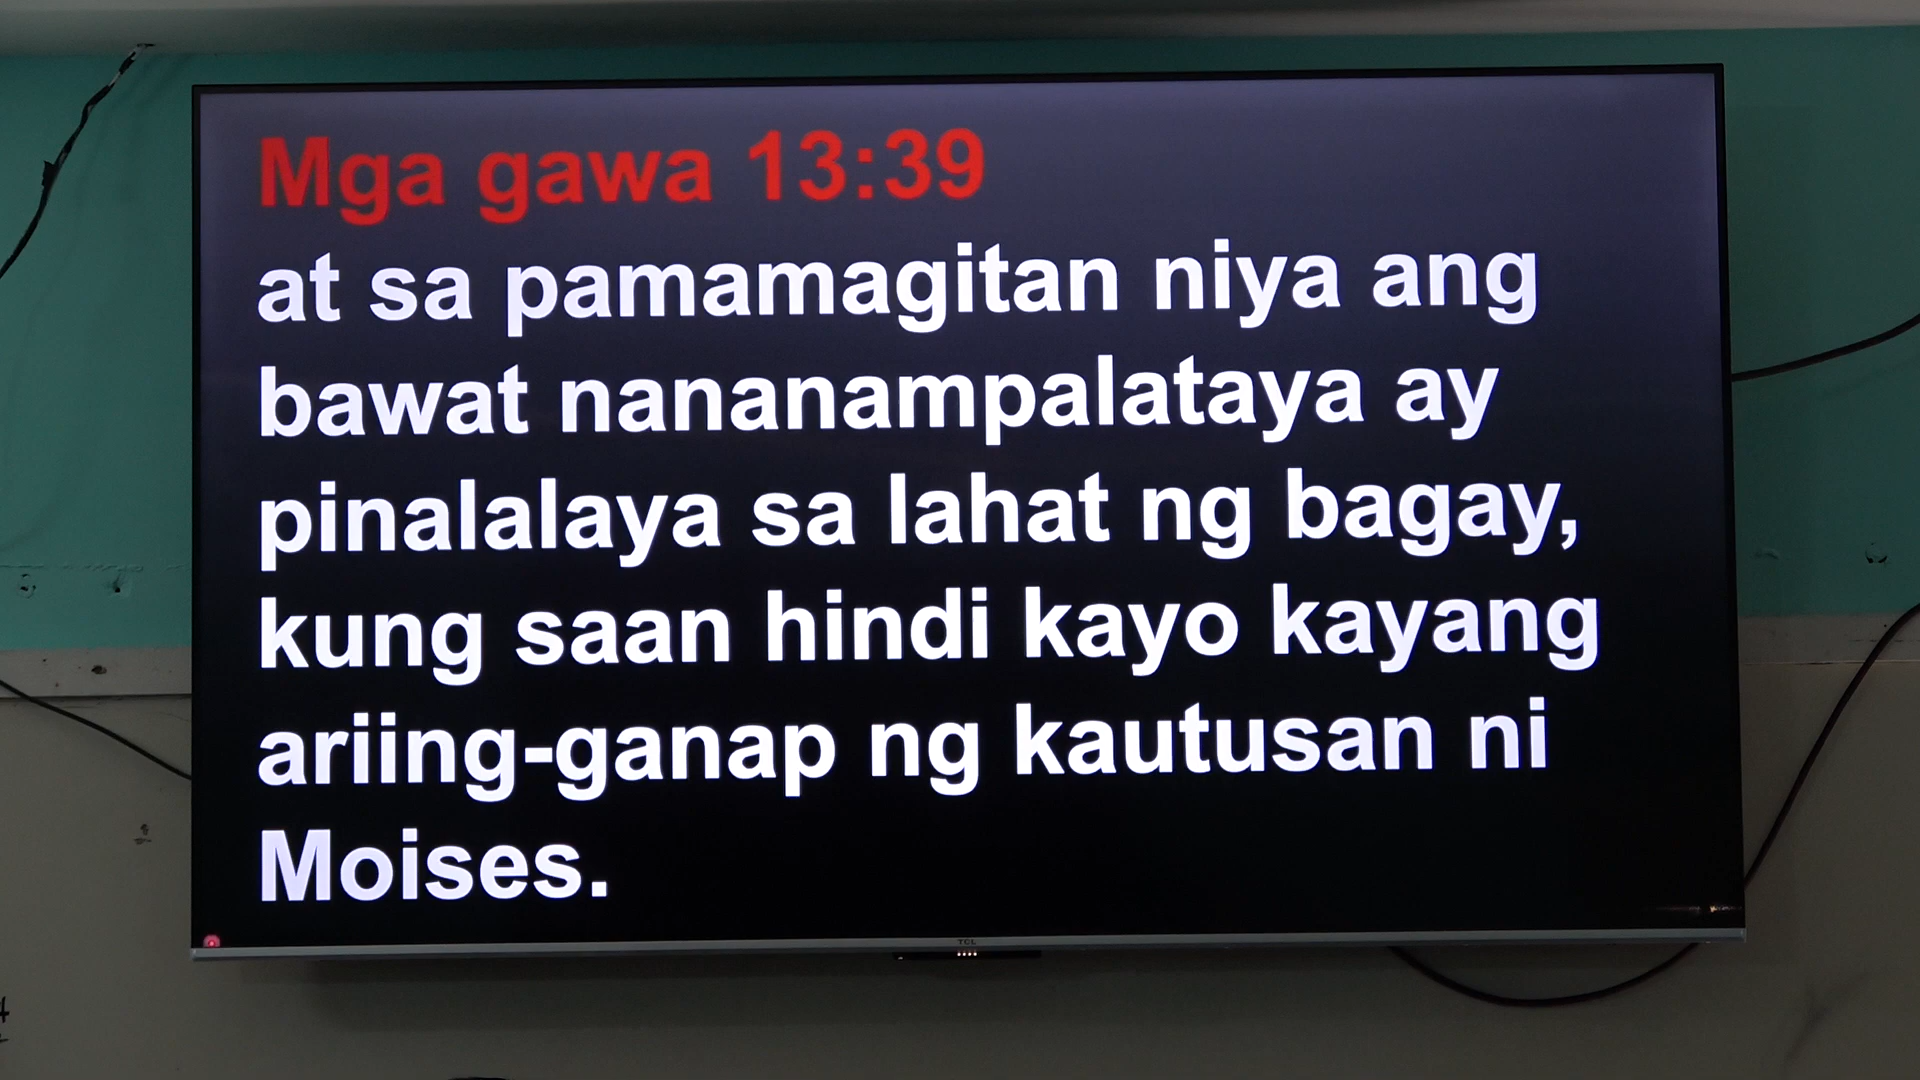 Mga gawa 13:39
at sa pamamagitan niya ang
bawat nananampalataya ay
pinalalaya sa lahat ng bagay,
kung saan hindi kayo kayang
ariing-ganap ng kautusan ni
Moises.
TCL